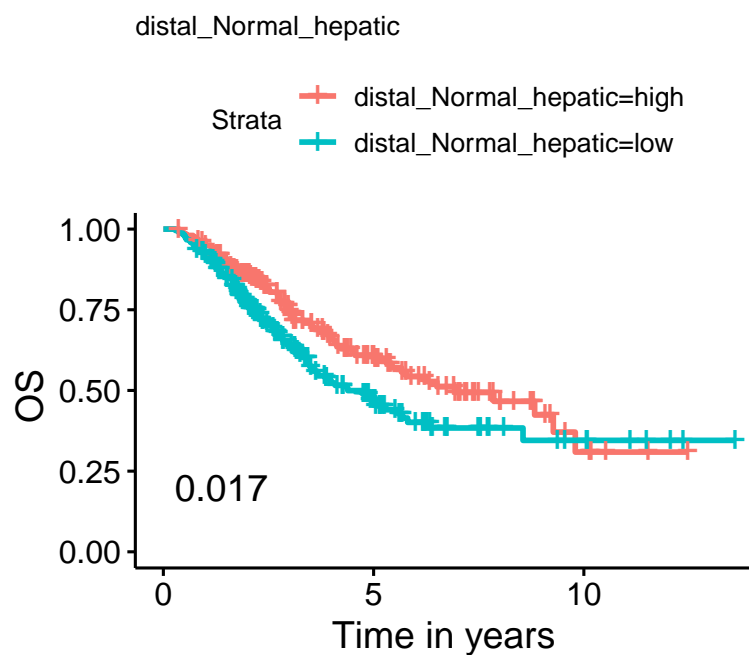 distal_Normal_hepatic
Strata
distal_Normal_hepatic=high
distal_Normal_hepatic=low
OS
1.00
0.75
0.50
0.25
0.00
0.017
0 5 10
Time in years